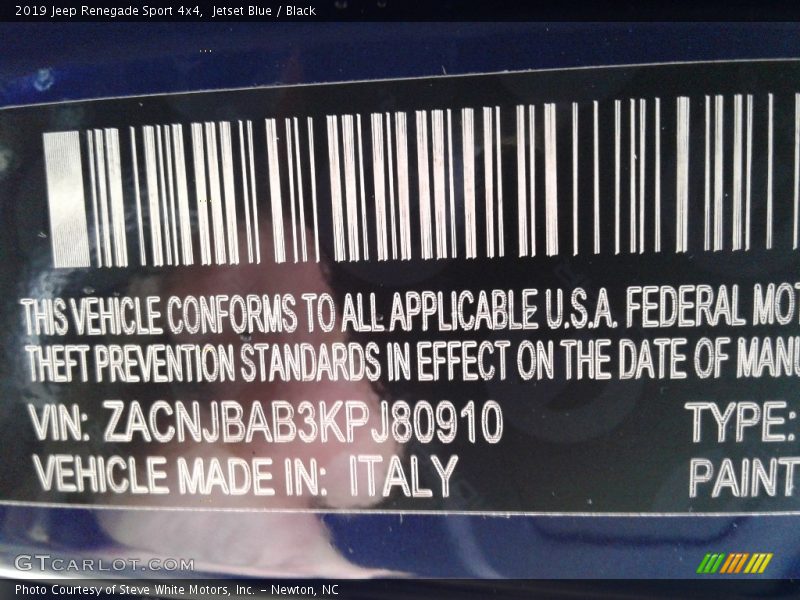 2019 Jeep Renegade Sport 4x4,  Jetset Blue / Black
THIS VEHICLE CONFORMS TO ALL APPLICABLE U.S.A. FEDERAL MOT
THEFT PREVENTION STANDARDS IN EFFECT ON THE DATE OF MANU
VIN: ZACNJBAB3KPJ80910 TYPE:
VEHICLE MADE IN: ITALY PAINT
GTCARLOT.COM
Photo Courtesy of Steve White Motors, Inc. – Newton, NC